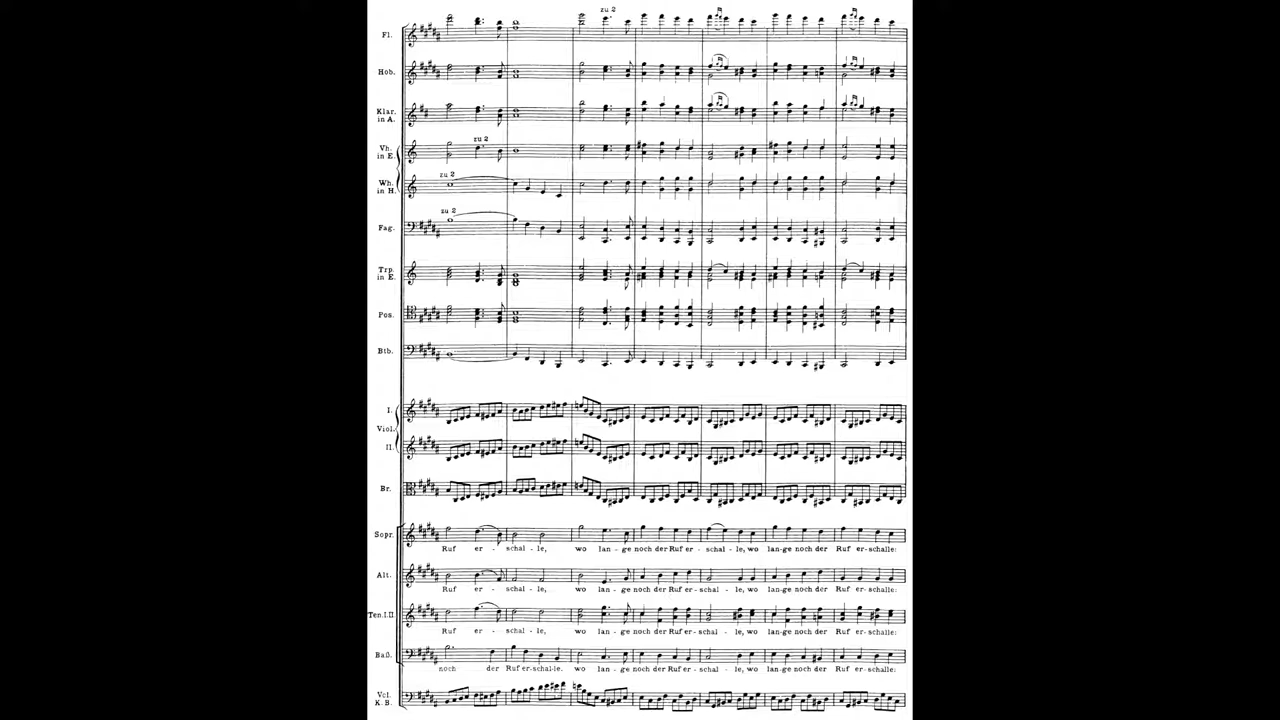 zu 2
Fl.
Hob.
Klar.
in A.
zu 2
Vh.
in E.
zu 2
Wh.
in H.
zu 2
Fag.
Trp.
in E.
Pos.
Btb.
I.
Viol.
II.
Br.
Sopr.
Ruf er - schal - le, wo lan - ge noch der Ruf er - schal - le, wo lan-ge noch der Ruf er-schalle:
Alt.
Ruf er - schal - le, wo lan - ge noch der Ruf er - schal - le, wo lan-ge noch der Ruf er-schalle:
Ten.I.II
Ruf er - schal - le, wo lan - ge noch der Ruf er - schal - le, wo lan-ge noch der Ruf er-schalle:
Baß.
noch der Ruf er-schal-le. wo lan - ge noch der Ruf er - schal - le, wo lan-ge noch der Ruf er-schalle:
Vcl.
K. B.